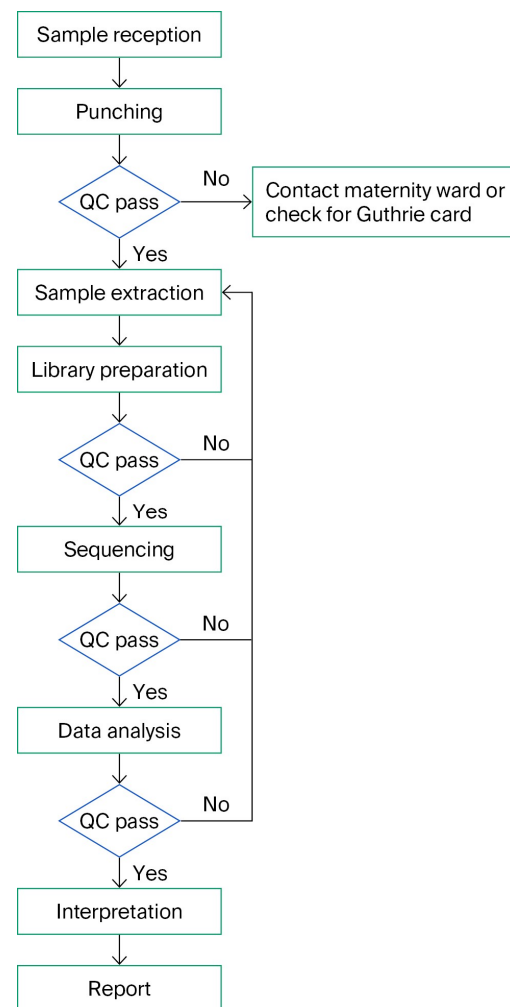 Sample reception
Punching
QC pass
No
Contact maternity ward or
check for Guthrie card
Yes
Sample extraction
Library preparation
QC pass
No
Yes
Sequencing
QC pass
No
Yes
Data analysis
QC pass
No
Yes
Interpretation
Report